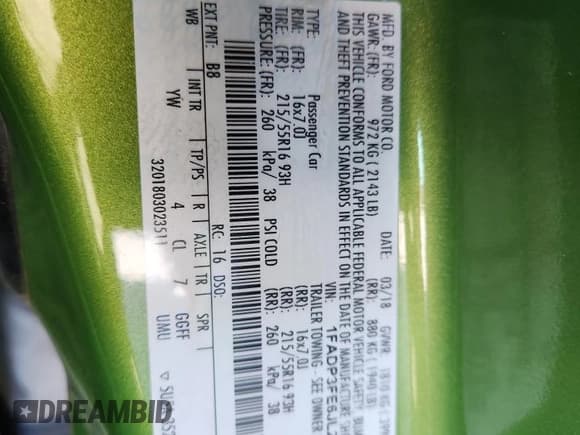 MFD. BY FORD MOTOR CO.
DATE: 03/18 GVWR:
GAWR: (FR): 972 KG ( 2143 LB) (RR): 880 KG ( 1940 LB)
THIS VEHICLE CONFORMS TO ALL APPLICABLE FEDERAL MOTOR VEHICLE SAFETY,
AND THEFT PREVENTION STANDARDS IN EFFECT ON THE DATE OF MANUFACTURE
VIN: 1FADP3FE6JL2
TYPE: Passenger Car TRAILER TOWING - SEE OWNER
RIM: (FR): 16x7.0J (RR): 16x7.0J
TIRE: (FR): 215/55R16 93H (RR): 215/55R16 93H
PRESSURE: (FR): 260 kPa/ 38 PSI COLD (RR): 260 kPa/ 38
EXT PNT: B8 RC: 16 DSO:
WB INT TR TP/PS R AXLE TR SPR
YW 4 CL 7 GGFF
3201803023511 UMU
DREAMBID